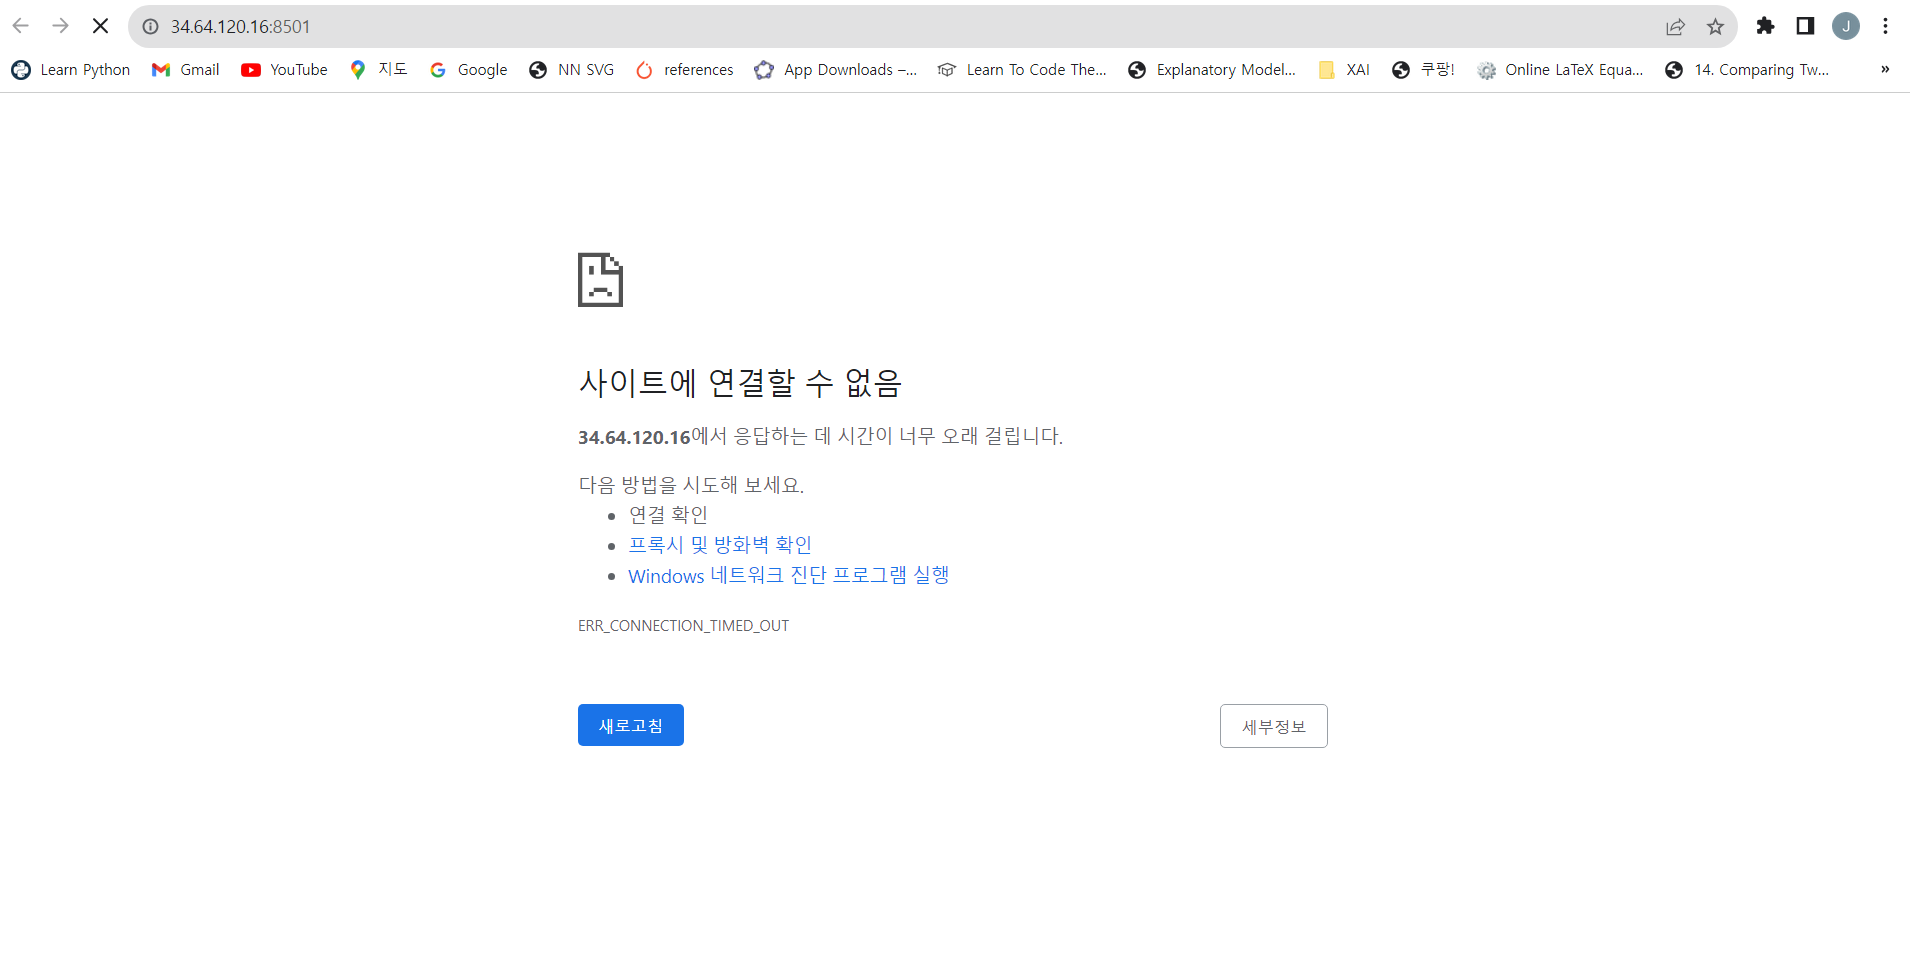 34.64.120.16:8501
J
Learn Python Gmail YouTube 지도 Google NN SVG references App Downloads –... Learn To Code The... Explanatory Model... XAI 쿠팡! Online LaTeX Equa... 14. Comparing Tw... »
사이트에 연결할 수 없음
34.64.120.16에서 응답하는 데 시간이 너무 오래 걸립니다.
다음 방법을 시도해 보세요.
• 연결 확인
• 프록시 및 방화벽 확인
• Windows 네트워크 진단 프로그램 실행
ERR_CONNECTION_TIMED_OUT
새로고침 세부정보